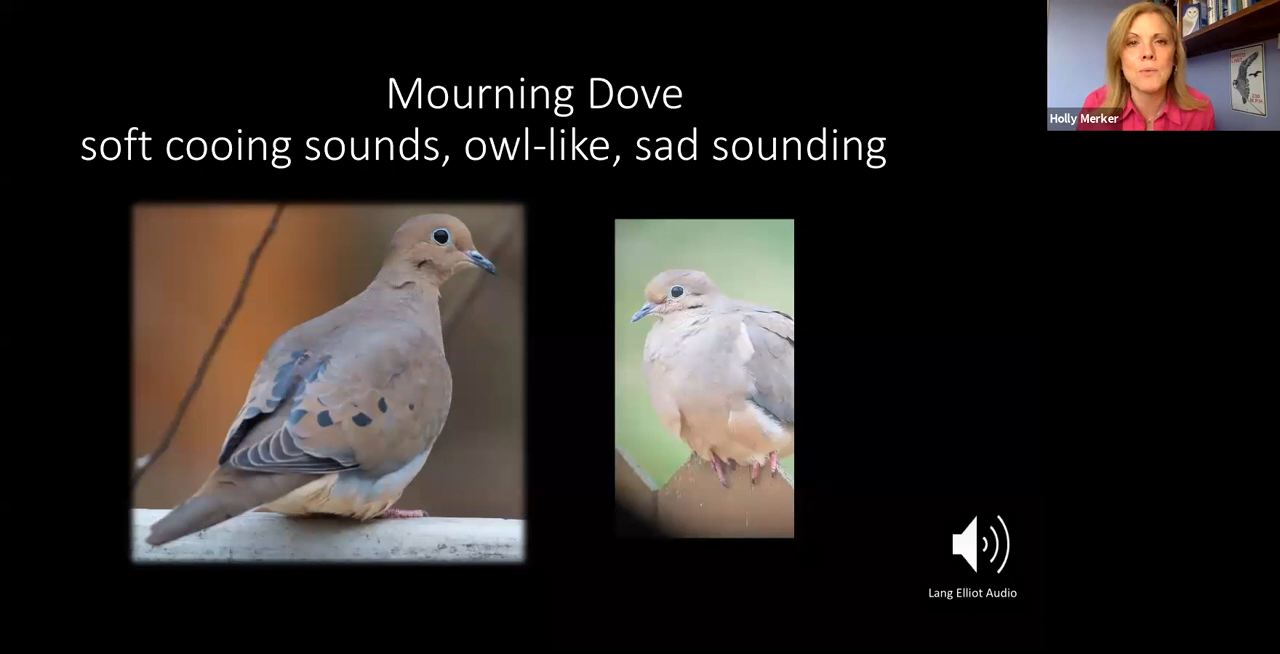 Mourning Dove
soft cooing sounds, owl-like, sad sounding
Holly Merker
Lang Elliot Audio